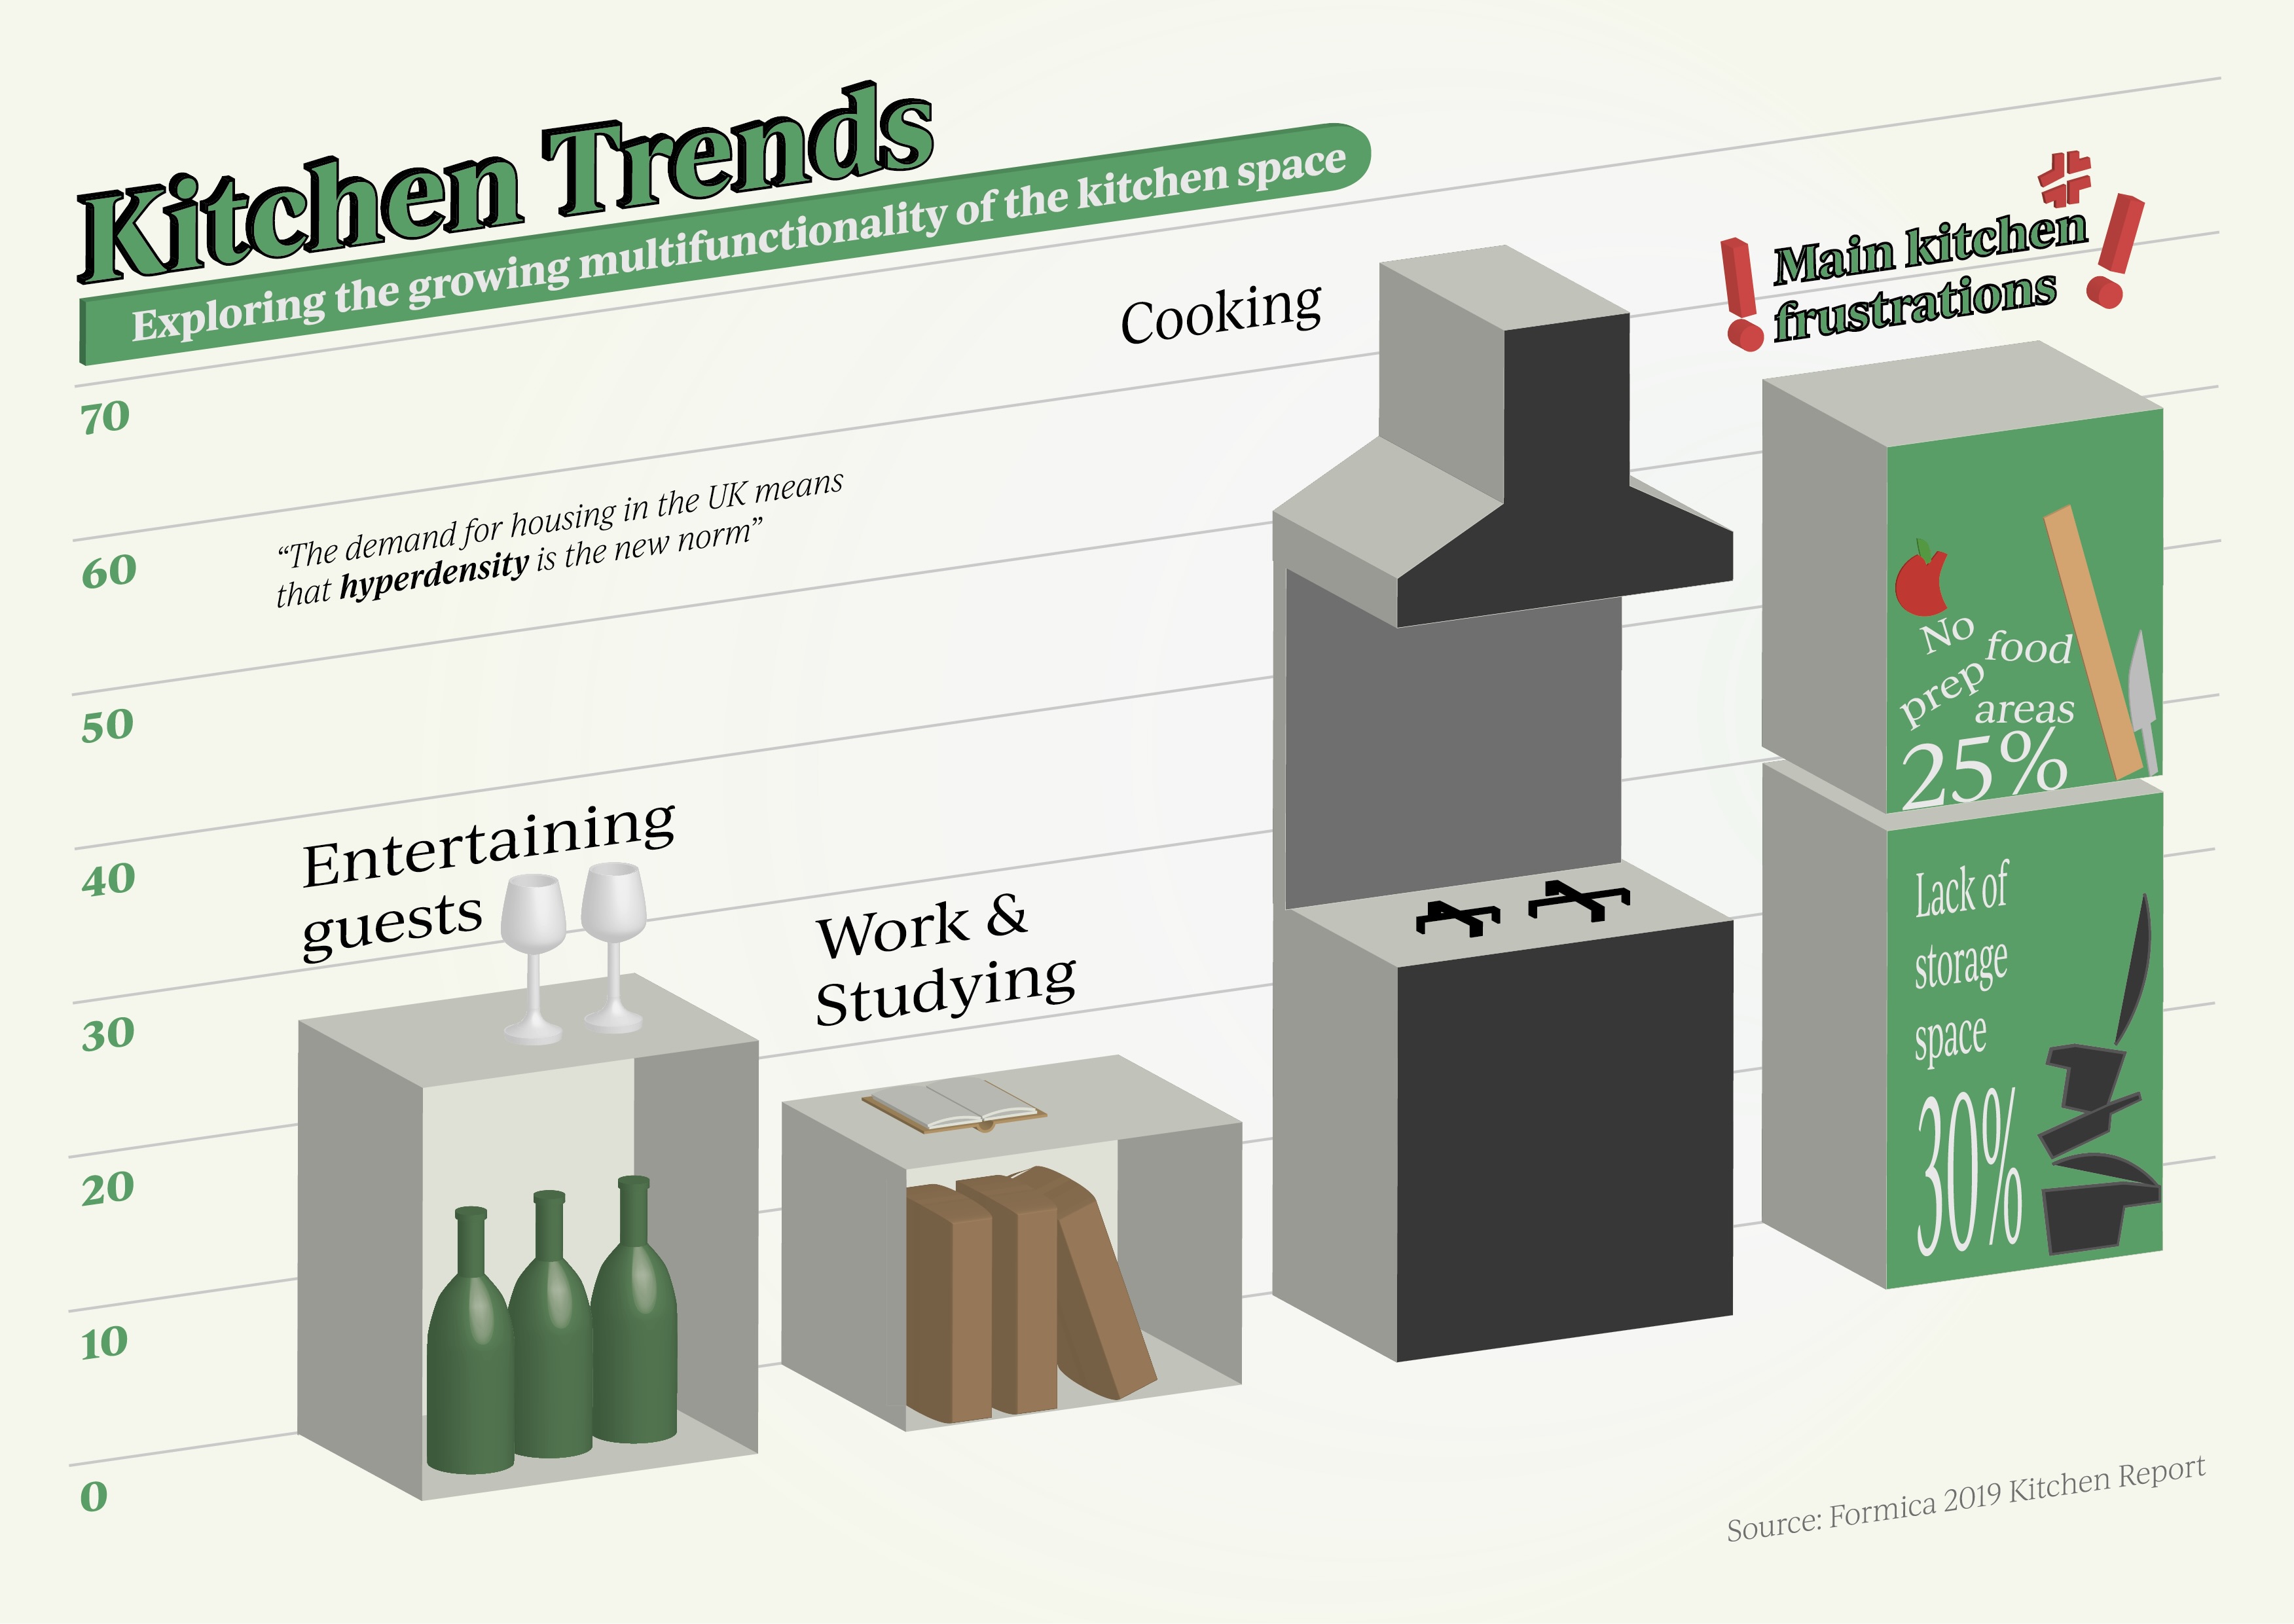 Kitchen Trends
Exploring the growing multifunctionality of the kitchen space
70
60
50
40
30
20
10
0
“The demand for housing in the UK means
that hyperdensity is the new norm”
Entertaining
guests
Work &
Studying
Cooking
Main kitchen
frustrations
No food
prep areas
25%
Lack of
storage
space
30%
Source: Formica 2019 Kitchen Report